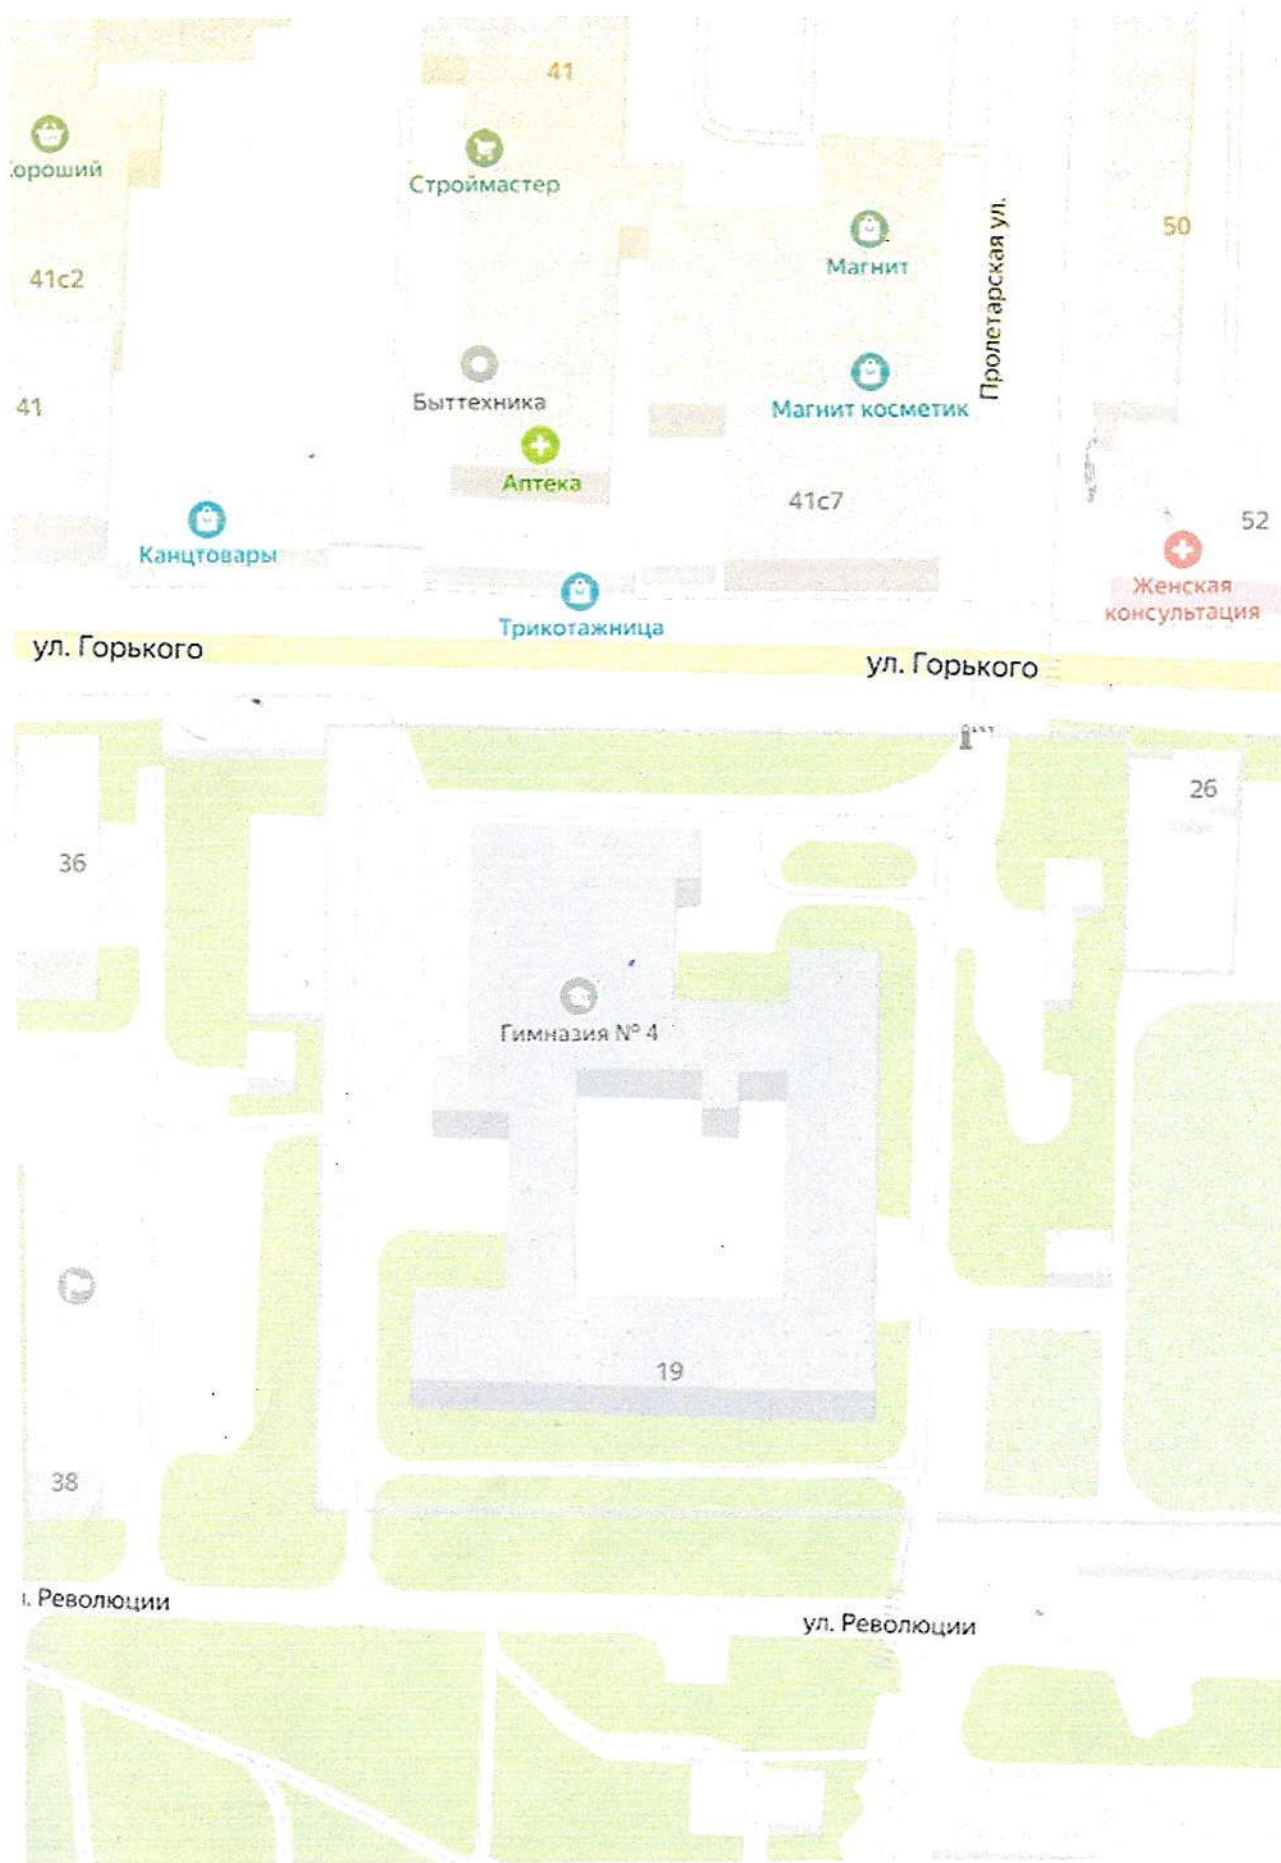 41
ороший
Строймастер
41с2
Магнит
Пролетарская ул.
50
41
Быттехника
Магнит косметик
Аптека
41с7
52
Канцтовары
Женская
консультация
Трикотажница
ул. Горького
ул. Горького
26
36
Гимназия № 4
19
38
. Революции
ул. Революции